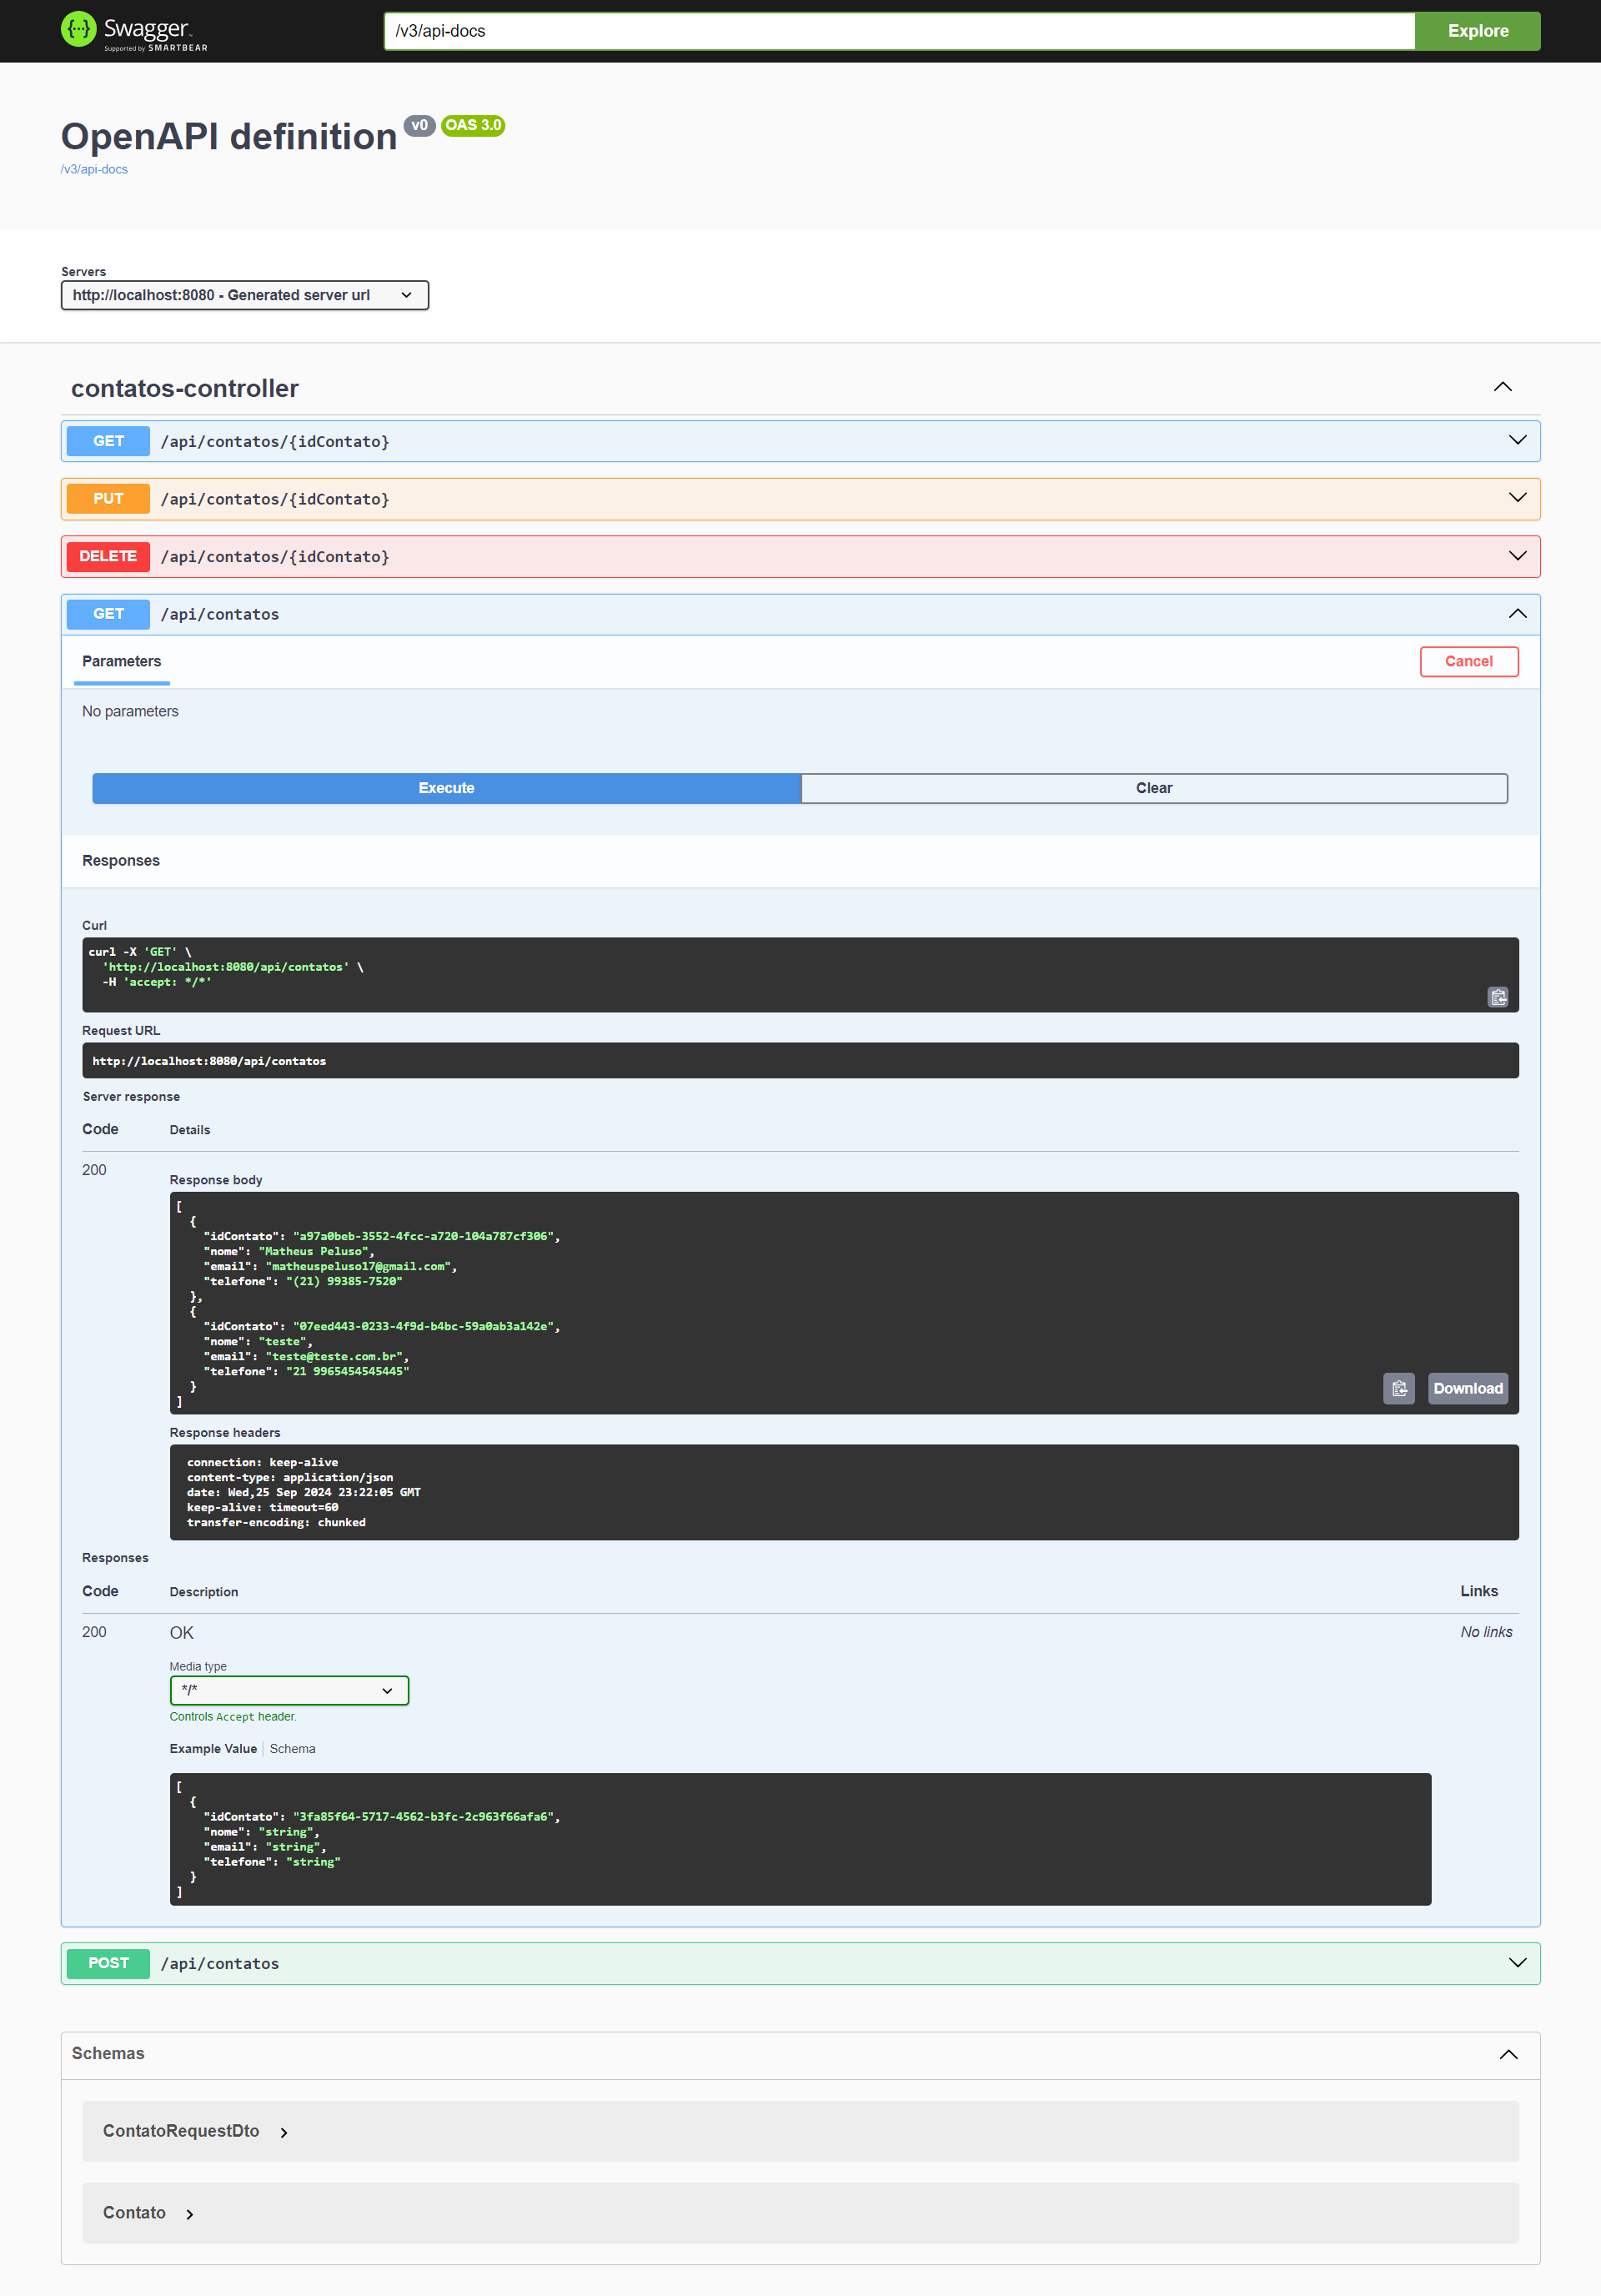 Swagger
Supported by SMARTBEAR
/v3/api-docs
Explore
OpenAPI definition v0 OAS 3.0
/v3/api-docs
Servers
http://localhost:8080 - Generated server url
contatos-controller
GET /api/contatos/{idContato}
PUT /api/contatos/{idContato}
DELETE /api/contatos/{idContato}
GET /api/contatos
Parameters
Cancel
No parameters
Execute
Clear
Responses
Curl
curl -X 'GET' \
'http://localhost:8080/api/contatos' \
-H 'accept: */*'
Request URL
http://localhost:8080/api/contatos
Server response
Code Details
200
Response body
[
{
"idContato": "a97a0beb-3552-4fcc-a720-104a787cf306",
"nome": "Matheus Peluso",
"email": "matheuspeluso17@gmail.com",
"telefone": "(21) 99385-7520"
},
{
"idContato": "07eed443-0233-4f9d-b4bc-59a0ab3a142e",
"nome": "teste",
"email": "teste@teste.com.br",
"telefone": "21 9965454545445"
}
]
Download
Response headers
connection: keep-alive
content-type: application/json
date: Wed,25 Sep 2024 23:22:05 GMT
keep-alive: timeout=60
transfer-encoding: chunked
Responses
Code Description Links
200 OK No links
Media type
*/*
Controls Accept header.
Example Value Schema
[
{
"idContato": "3fa85f64-5717-4562-b3fc-2c963f66afa6",
"nome": "string",
"email": "string",
"telefone": "string"
}
]
POST /api/contatos
Schemas
ContatoRequestDto
Contato